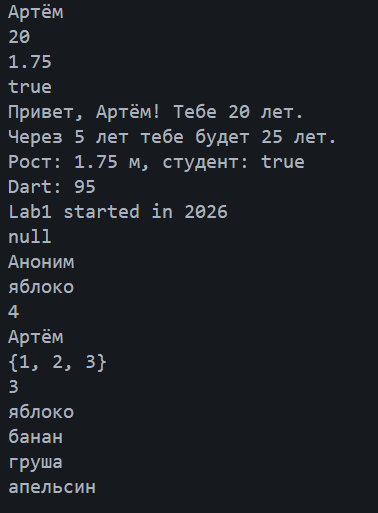 Артём
20
1.75
true
Привет, Артём! Тебе 20 лет.
Через 5 лет тебе будет 25 лет.
Рост: 1.75 м, студент: true
Dart: 95
Lab1 started in 2026
null
Аноним
яблоко
4
Артём
{1, 2, 3}
3
яблоко
банан
груша
апельсин